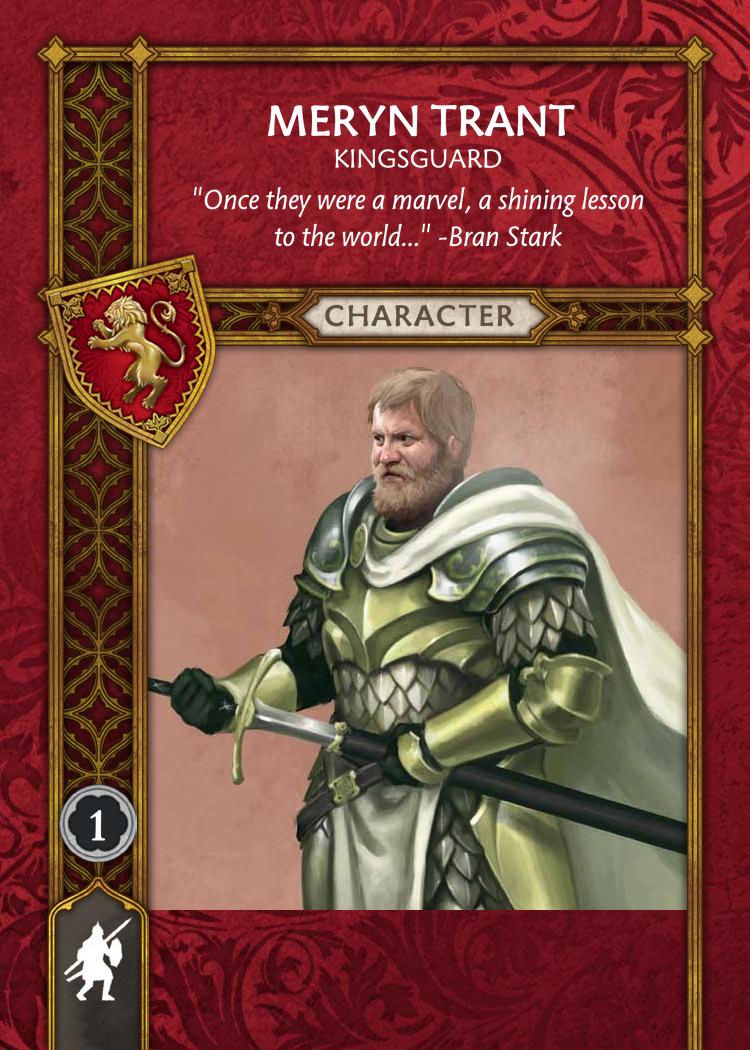 MERYN TRANT
KINGSGUARD
"Once they were a marvel, a shining lesson
to the world..." -Bran Stark
CHARACTER
1